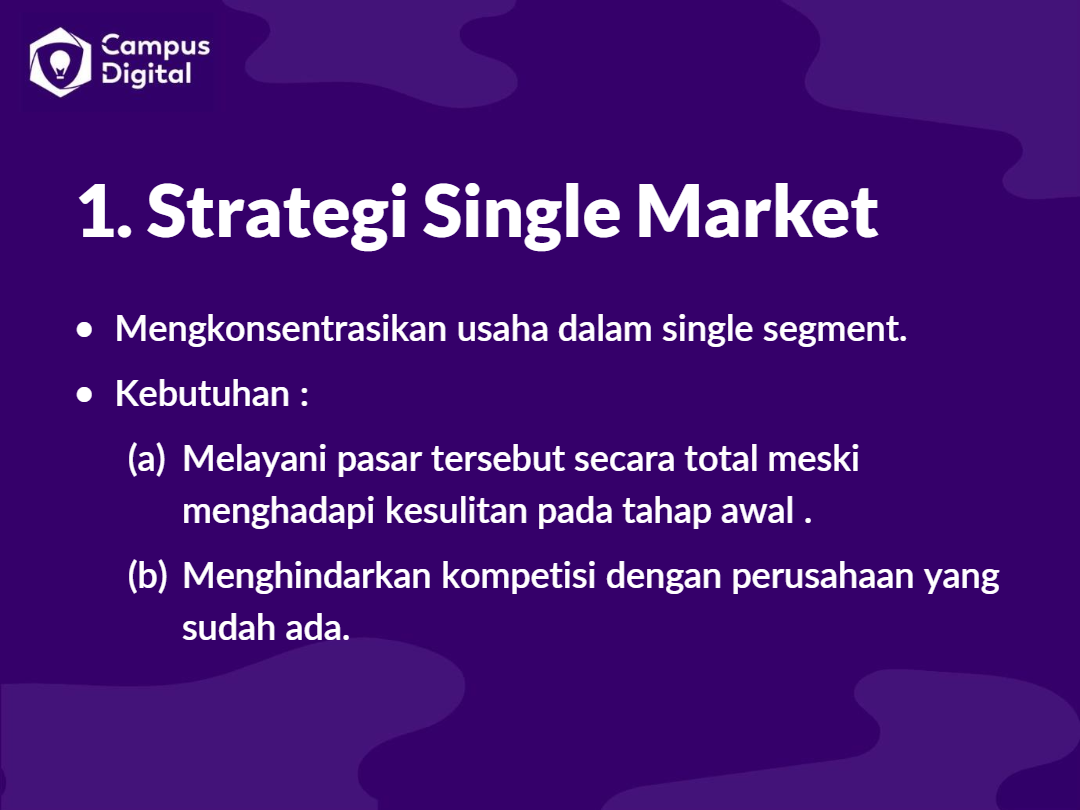 Campus
Digital
1. Strategi Single Market
• Mengkonsentrasikan usaha dalam single segment.
• Kebutuhan :
(a) Melayani pasar tersebut secara total meski
menghadapi kesulitan pada tahap awal .
(b) Menghindarkan kompetisi dengan perusahaan yang
sudah ada.